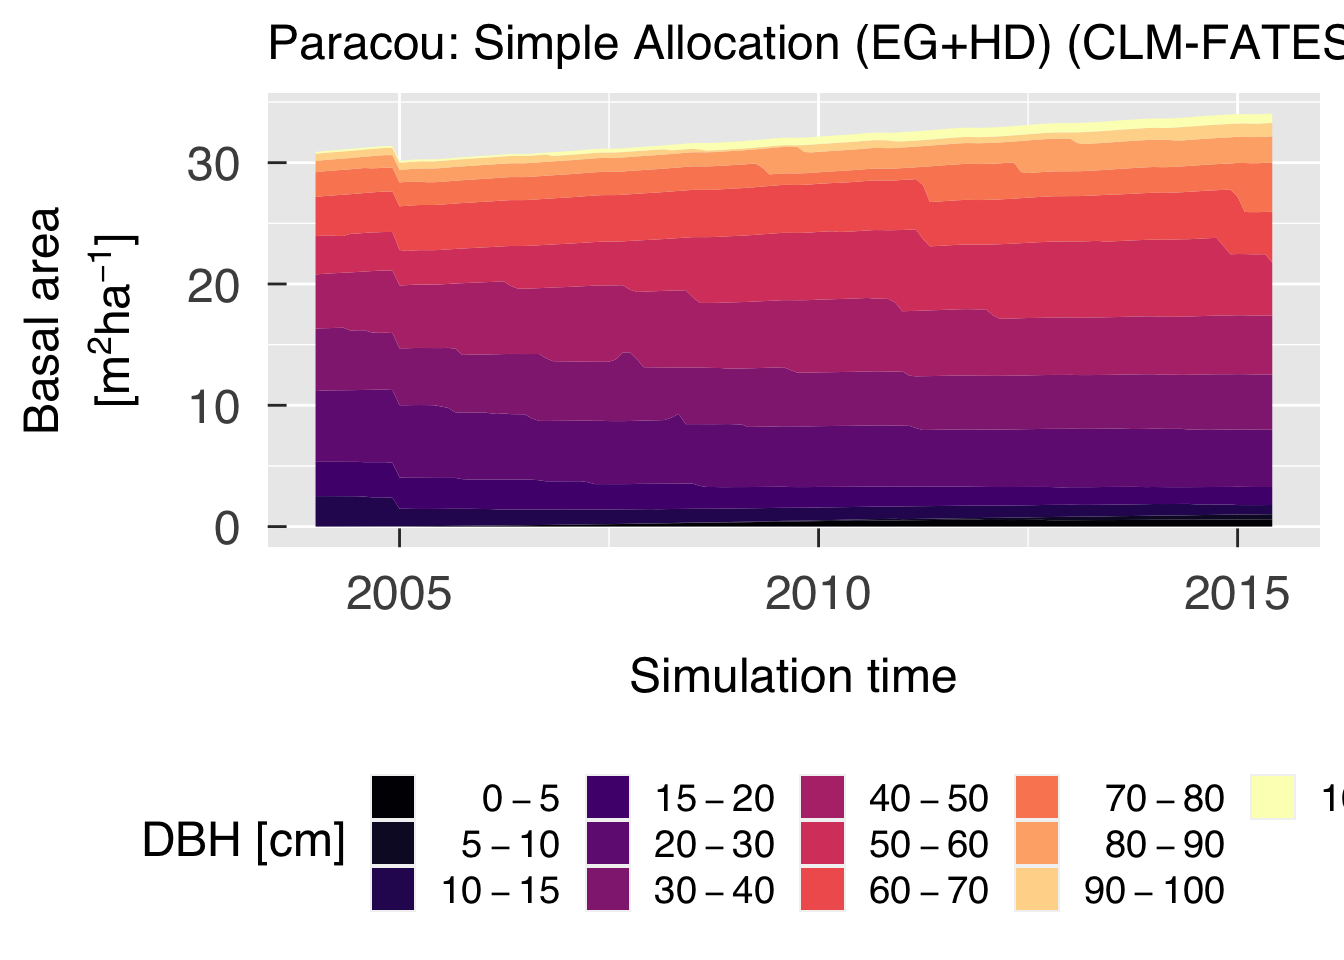 Paracou: Simple Allocation (EG+HD) (CLM-FATES
Basal area
[m²ha⁻¹]
30
20
10
0
2005 2010 2015
Simulation time
DBH [cm]
0 – 5 15 – 20 40 – 50 70 – 80
5 – 10 20 – 30 50 – 60 80 – 90
10 – 15 30 – 40 60 – 70 90 – 100